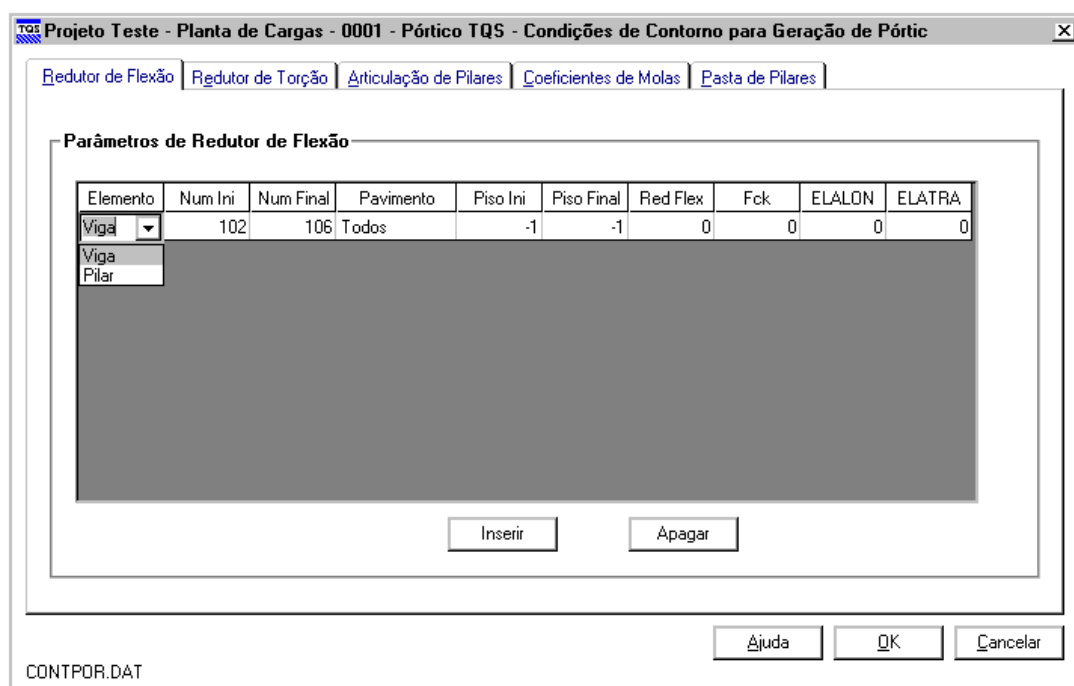 TQS Projeto Teste - Planta de Cargas - 0001 - Pórtico TQS - Condições de Contorno para Geração de Pórtic
Redutor de Flexão Redutor de Torção Articulação de Pilares Coeficientes de Molas Pasta de Pilares
Parâmetros de Redutor de Flexão
Elemento Num Ini Num Final Pavimento Piso Ini Piso Final Red Flex Fck ELALON ELATRA
Viga 102 106 Todos -1 -1 0 0 0 0
Viga
Pilar
Inserir Apagar
Ajuda OK Cancelar
CONTPOR.DAT